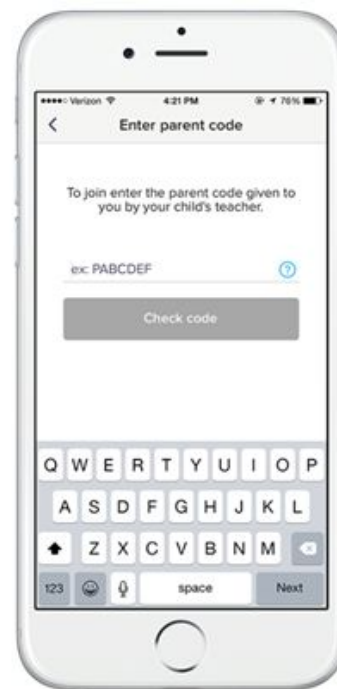 Verizon 4:21 PM 76%
Enter parent code
To join enter the parent code given to
you by your child's teacher.
ex: PABCDEF ?
Check code
Q W E R T Y U I O P
A S D F G H J K L
Z X C V B N M
123 space Next